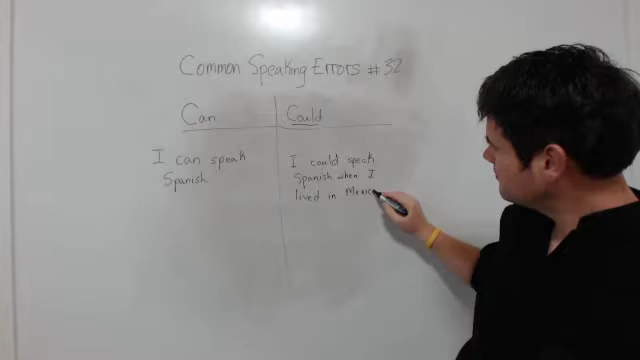 Common Speaking Errors #32
Can
Could
I can speak
Spanish
I could speak
Spanish when I
lived in Mexico